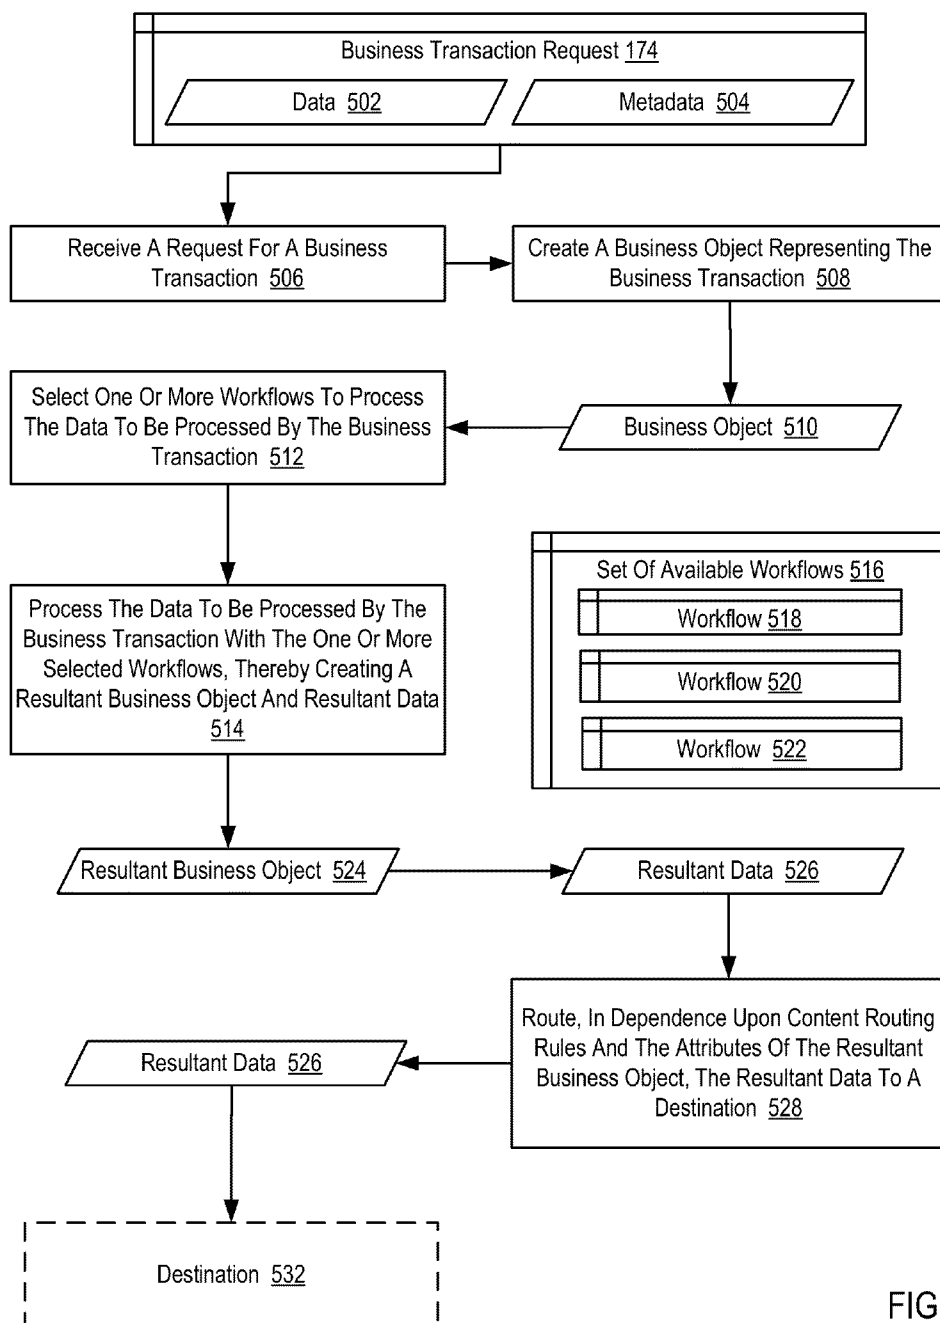 Business Transaction Request 174
Data 502
Metadata 504
Receive A Request For A Business
Transaction 506
Create A Business Object Representing The
Business Transaction 508
Select One Or More Workflows To Process
The Data To Be Processed By The Business
Transaction 512
Business Object 510
Set Of Available Workflows 516
Workflow 518
Workflow 520
Workflow 522
Process The Data To Be Processed By The
Business Transaction With The One Or More
Selected Workflows, Thereby Creating A
Resultant Business Object And Resultant Data
514
Resultant Business Object 524
Resultant Data 526
Route, In Dependence Upon Content Routing
Rules And The Attributes Of The Resultant
Business Object, The Resultant Data To A
Destination 528
Resultant Data 526
Destination 532
FIG